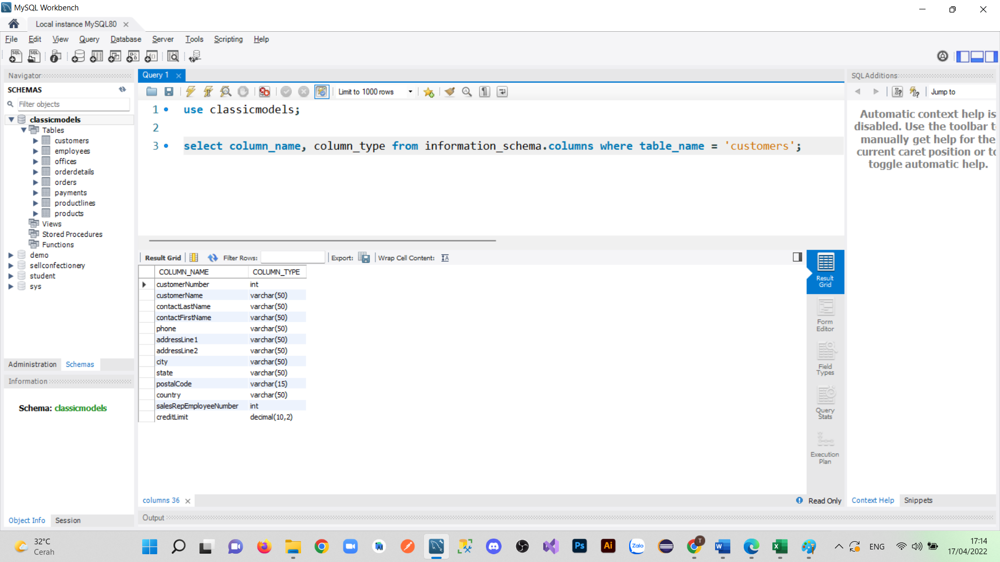 MySQL Workbench
Local instance MySQL80
File Edit View Query Database Server Tools Scripting Help
Navigator
SCHEMAS
Filter objects
classicmodels
Tables
customers
employees
offices
orderdetails
orders
payments
productlines
products
Views
Stored Procedures
Functions
demo
sellconfectionery
student
sys
Administration Schemas
Information
Schema: classicmodels
Object Info Session
Query 1
Limit to 1000 rows
1 use classicmodels;
2
3 select column_name, column_type from information_schema.columns where table_name = 'customers';
Result Grid Filter Rows: Export: Wrap Cell Content:
COLUMN_NAME COLUMN_TYPE
customerNumber int
customerName varchar(50)
contactLastName varchar(50)
contactFirstName varchar(50)
phone varchar(50)
addressLine1 varchar(50)
addressLine2 varchar(50)
city varchar(50)
state varchar(50)
postalCode varchar(15)
country varchar(50)
salesRepEmployeeNumber int
creditLimit decimal(10,2)
Result
Grid
Form
Editor
Field
Types
Query
Stats
Execution
Plan
columns 36
Read Only
Output
SQLAdditions
Jump to
Automatic context help is
disabled. Use the toolbar t
manually get help for the
current caret position or to
toggle automatic help.
Context Help Snippets
32°C
Cerah
Ps
Ai
Zalo
T
W
X
ENG
17:14
17/04/2022